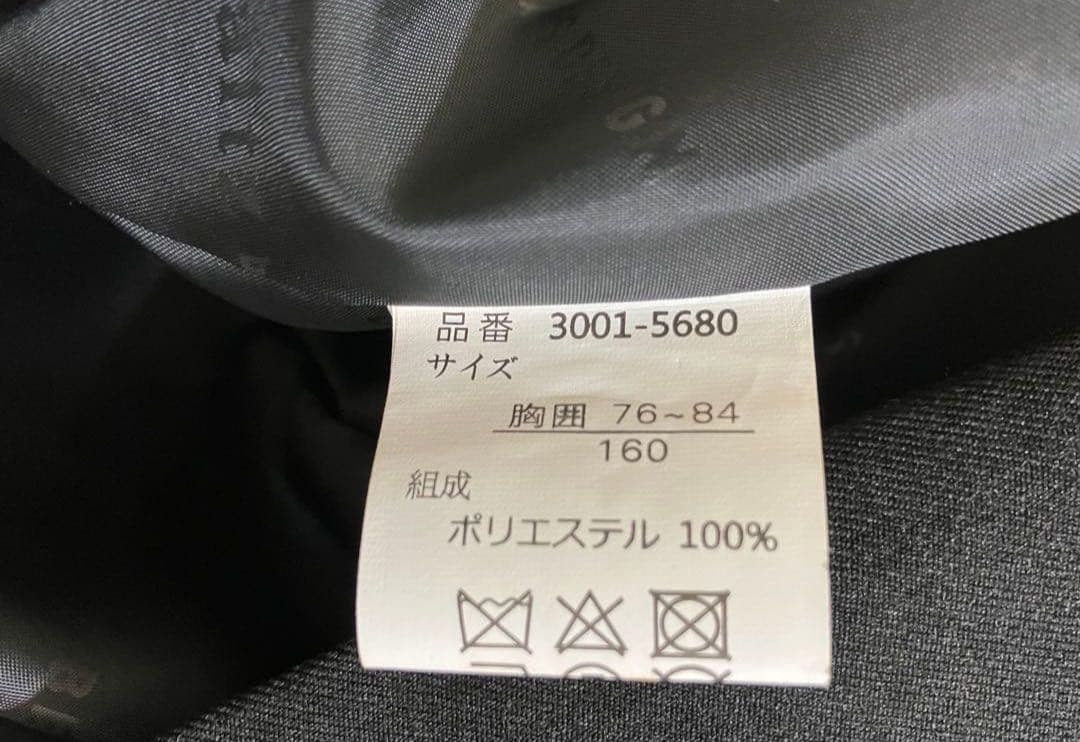 品番 3001-5680
サイズ
胸囲 76~84
160
組成
ポリエステル 100%